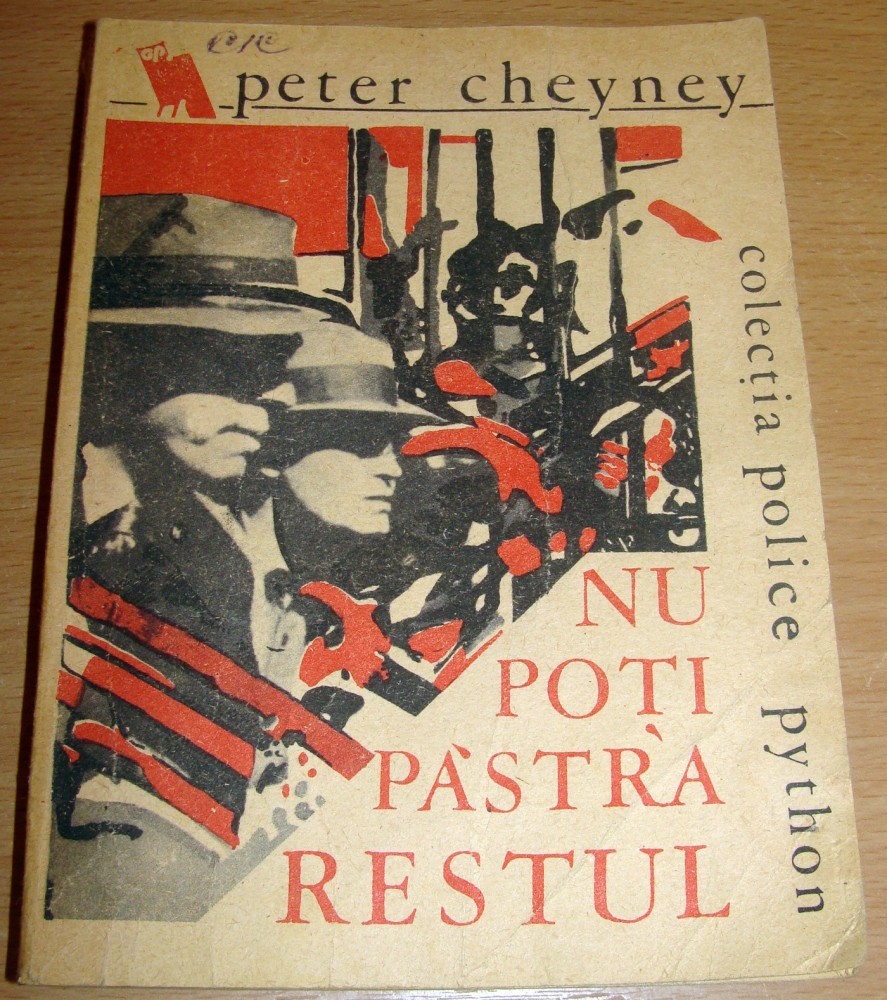 peter cheyney
colecția police python
NU
POȚI
PĂSTRA
RESTUL